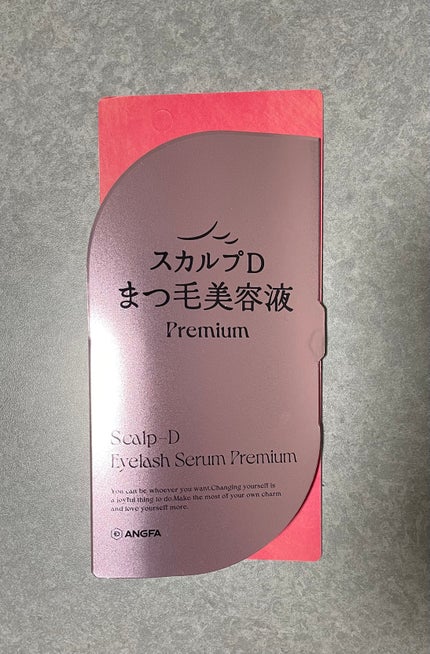 スカルプD
まつ毛美容液
Premium
Scalp-D
Eyelash Serum Premium
You can be whoever you want.Changing yourself is
a joyful thing to do.Make the most of your own charm
and love yourself more.
ANGFA